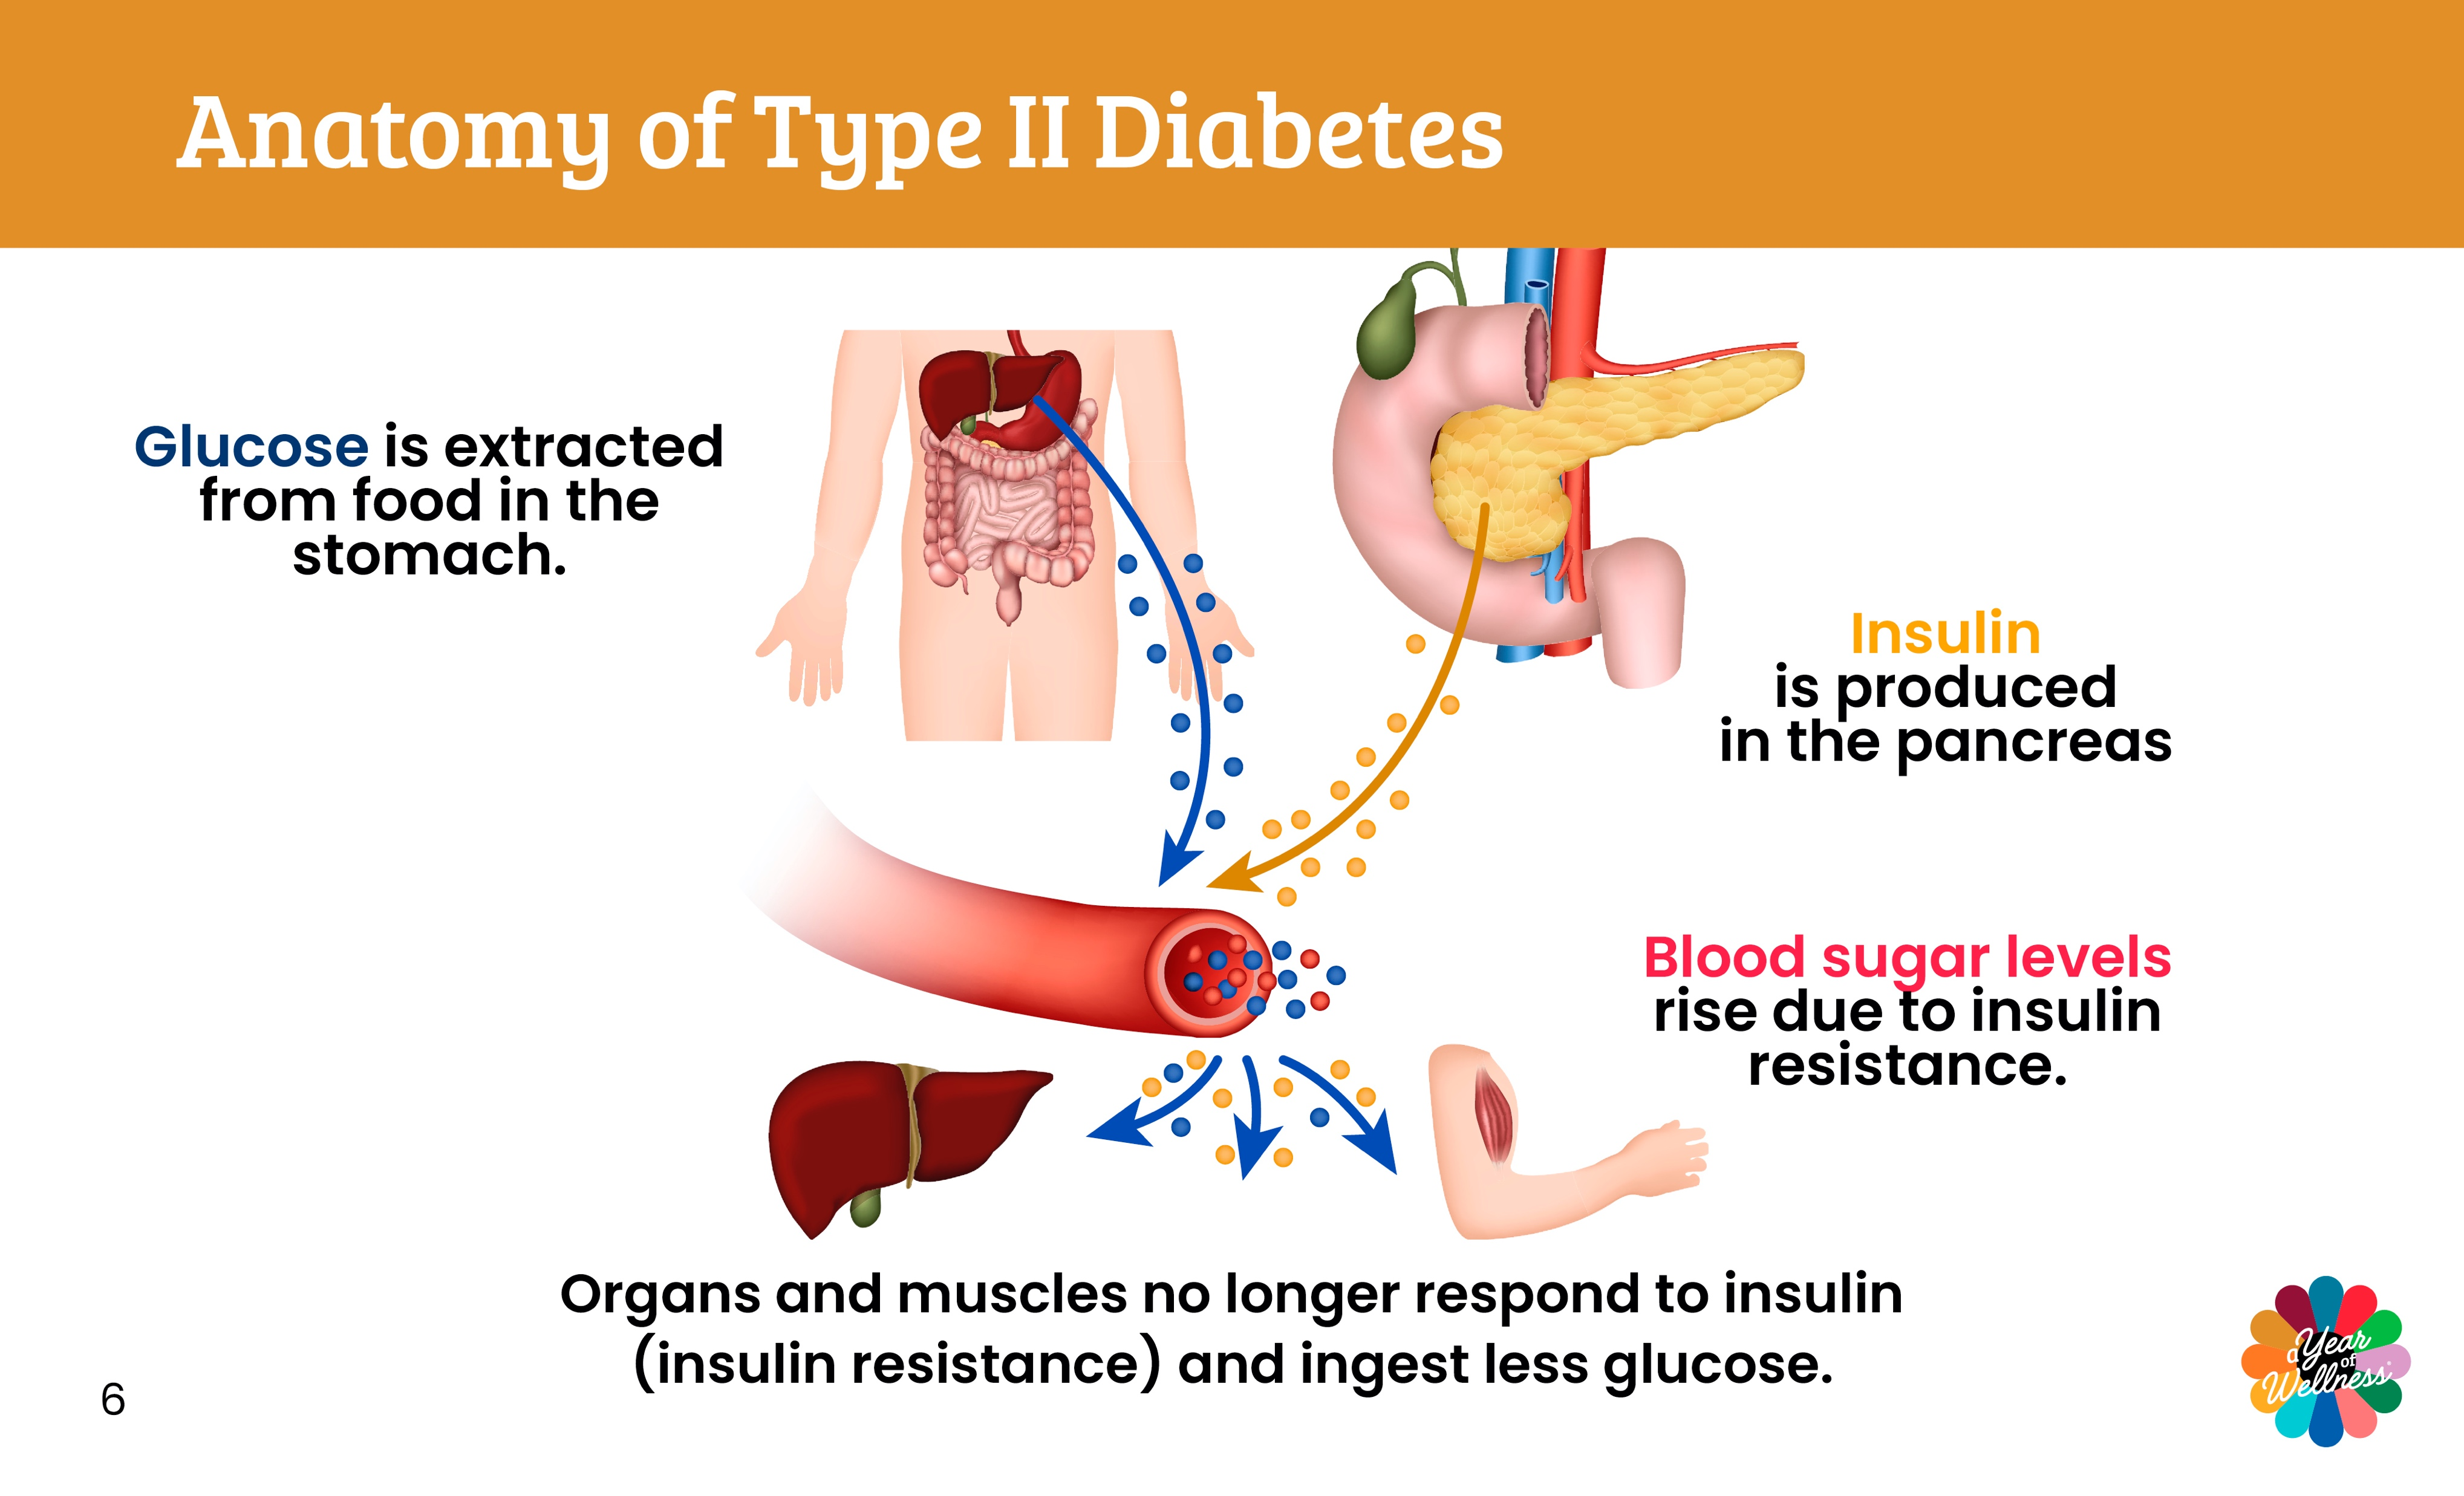 Anatomy of Type II Diabetes
Glucose is extracted
from food in the
stomach.
Insulin
is produced
in the pancreas
Blood sugar levels
rise due to insulin
resistance.
Organs and muscles no longer respond to insulin
(insulin resistance) and ingest less glucose.
6
a Year
of
Wellness